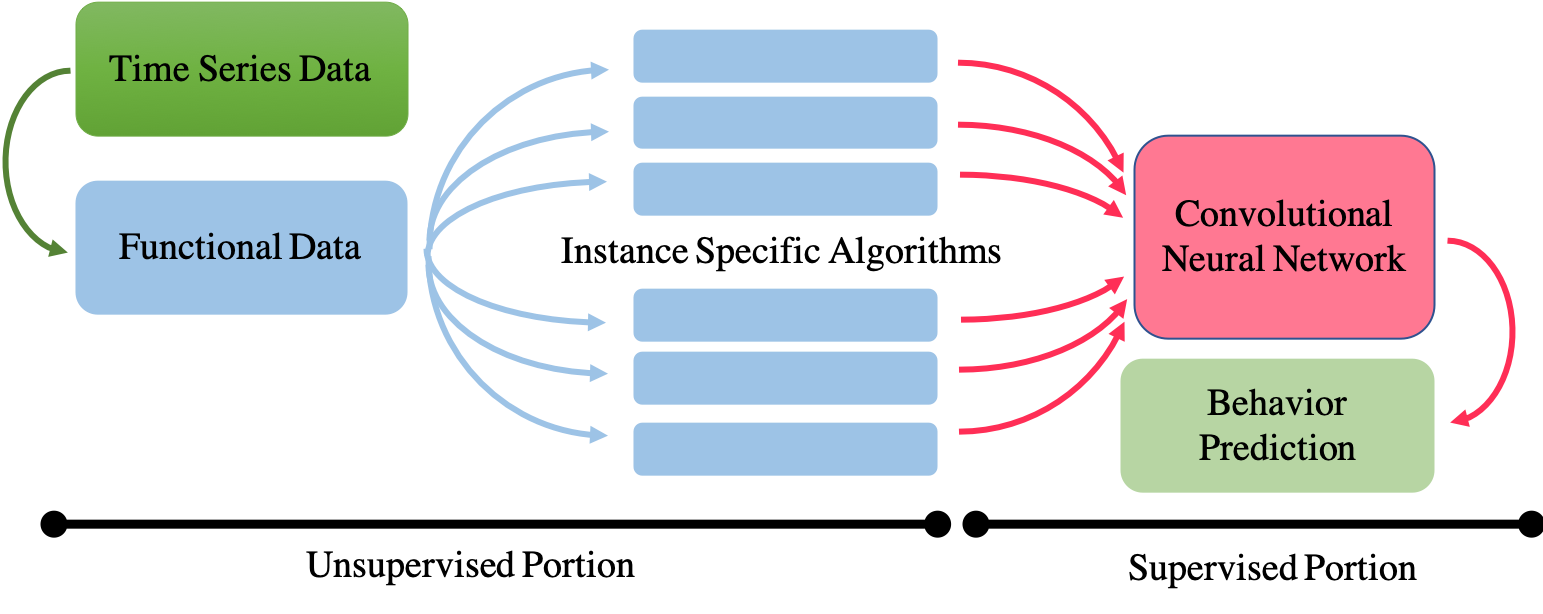 Time Series Data
Functional Data
Instance Specific Algorithms
Convolutional
Neural Network
Behavior
Prediction
Unsupervised Portion
Supervised Portion